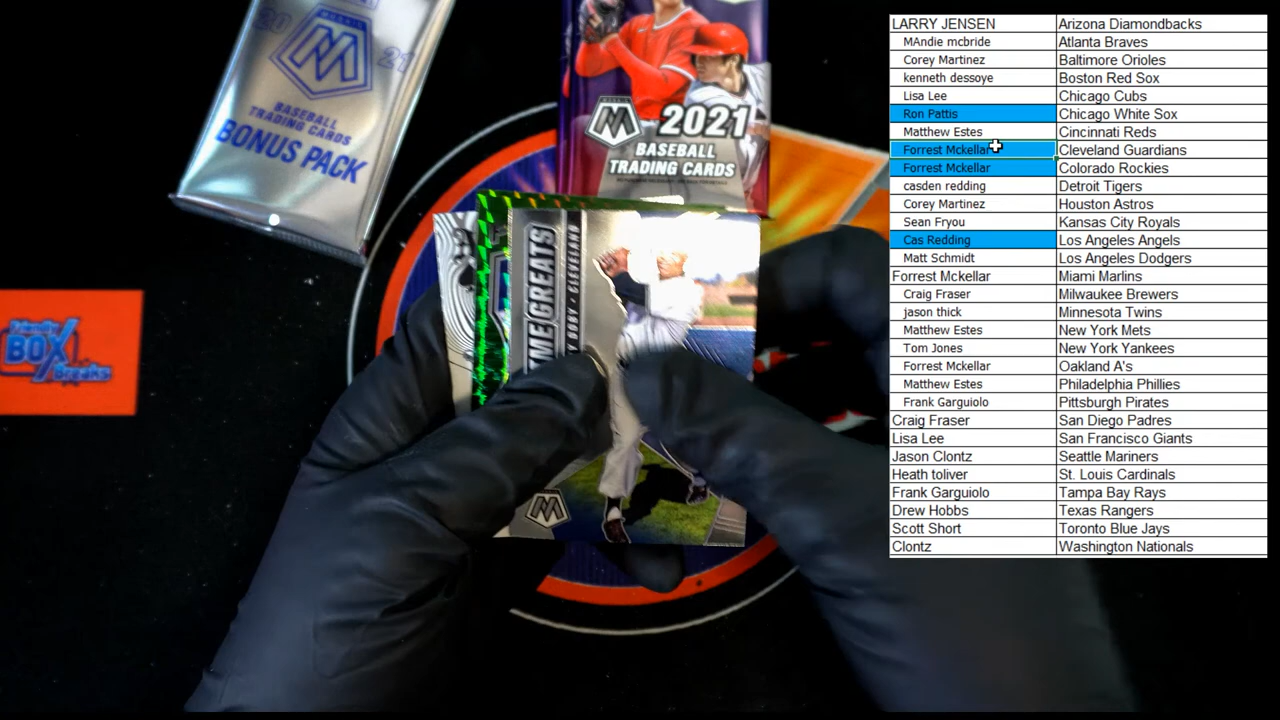 20 21
BASEBALL
TRADING CARDS
BONUS PACK
2021
BASEBALL
TRADING CARDS
GREATS
DOBY · CLEVELAND
Friendly
BOX
Breaks
LARRY JENSEN Arizona Diamondbacks
MAndie mcbride Atlanta Braves
Corey Martinez Baltimore Orioles
kenneth dessoye Boston Red Sox
Lisa Lee Chicago Cubs
Ron Pattis Chicago White Sox
Matthew Estes Cincinnati Reds
Forrest Mckellar Cleveland Guardians
Forrest Mckellar Colorado Rockies
casden redding Detroit Tigers
Corey Martinez Houston Astros
Sean Fryou Kansas City Royals
Cas Redding Los Angeles Angels
Matt Schmidt Los Angeles Dodgers
Forrest Mckellar Miami Marlins
Craig Fraser Milwaukee Brewers
jason thick Minnesota Twins
Matthew Estes New York Mets
Tom Jones New York Yankees
Forrest Mckellar Oakland A's
Matthew Estes Philadelphia Phillies
Frank Garguiolo Pittsburgh Pirates
Craig Fraser San Diego Padres
Lisa Lee San Francisco Giants
Jason Clontz Seattle Mariners
Heath toliver St. Louis Cardinals
Frank Garguiolo Tampa Bay Rays
Drew Hobbs Texas Rangers
Scott Short Toronto Blue Jays
Clontz Washington Nationals